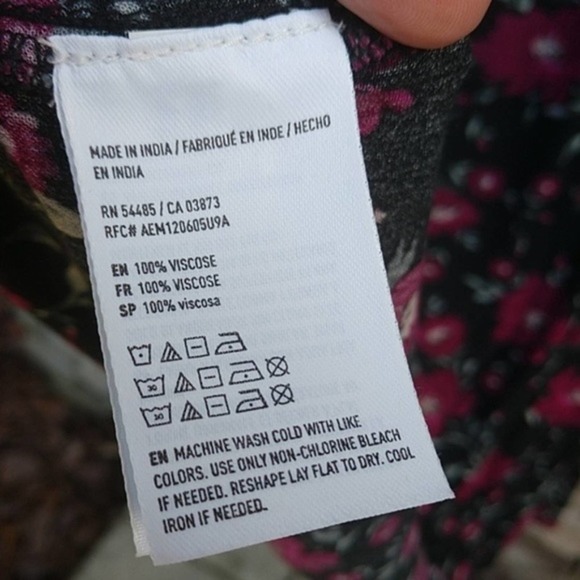 MADE IN INDIA / FABRIQUÉ EN INDE / HECHO
EN INDIA
RN 54485 / CA 03873
RFC# AEM120605U9A
EN 100% VISCOSE
FR 100% VISCOSE
SP 100% viscosa
30
30
EN MACHINE WASH COLD WITH LIKE
COLORS. USE ONLY NON-CHLORINE BLEACH
IF NEEDED. RESHAPE LAY FLAT TO DRY. COOL
IRON IF NEEDED.